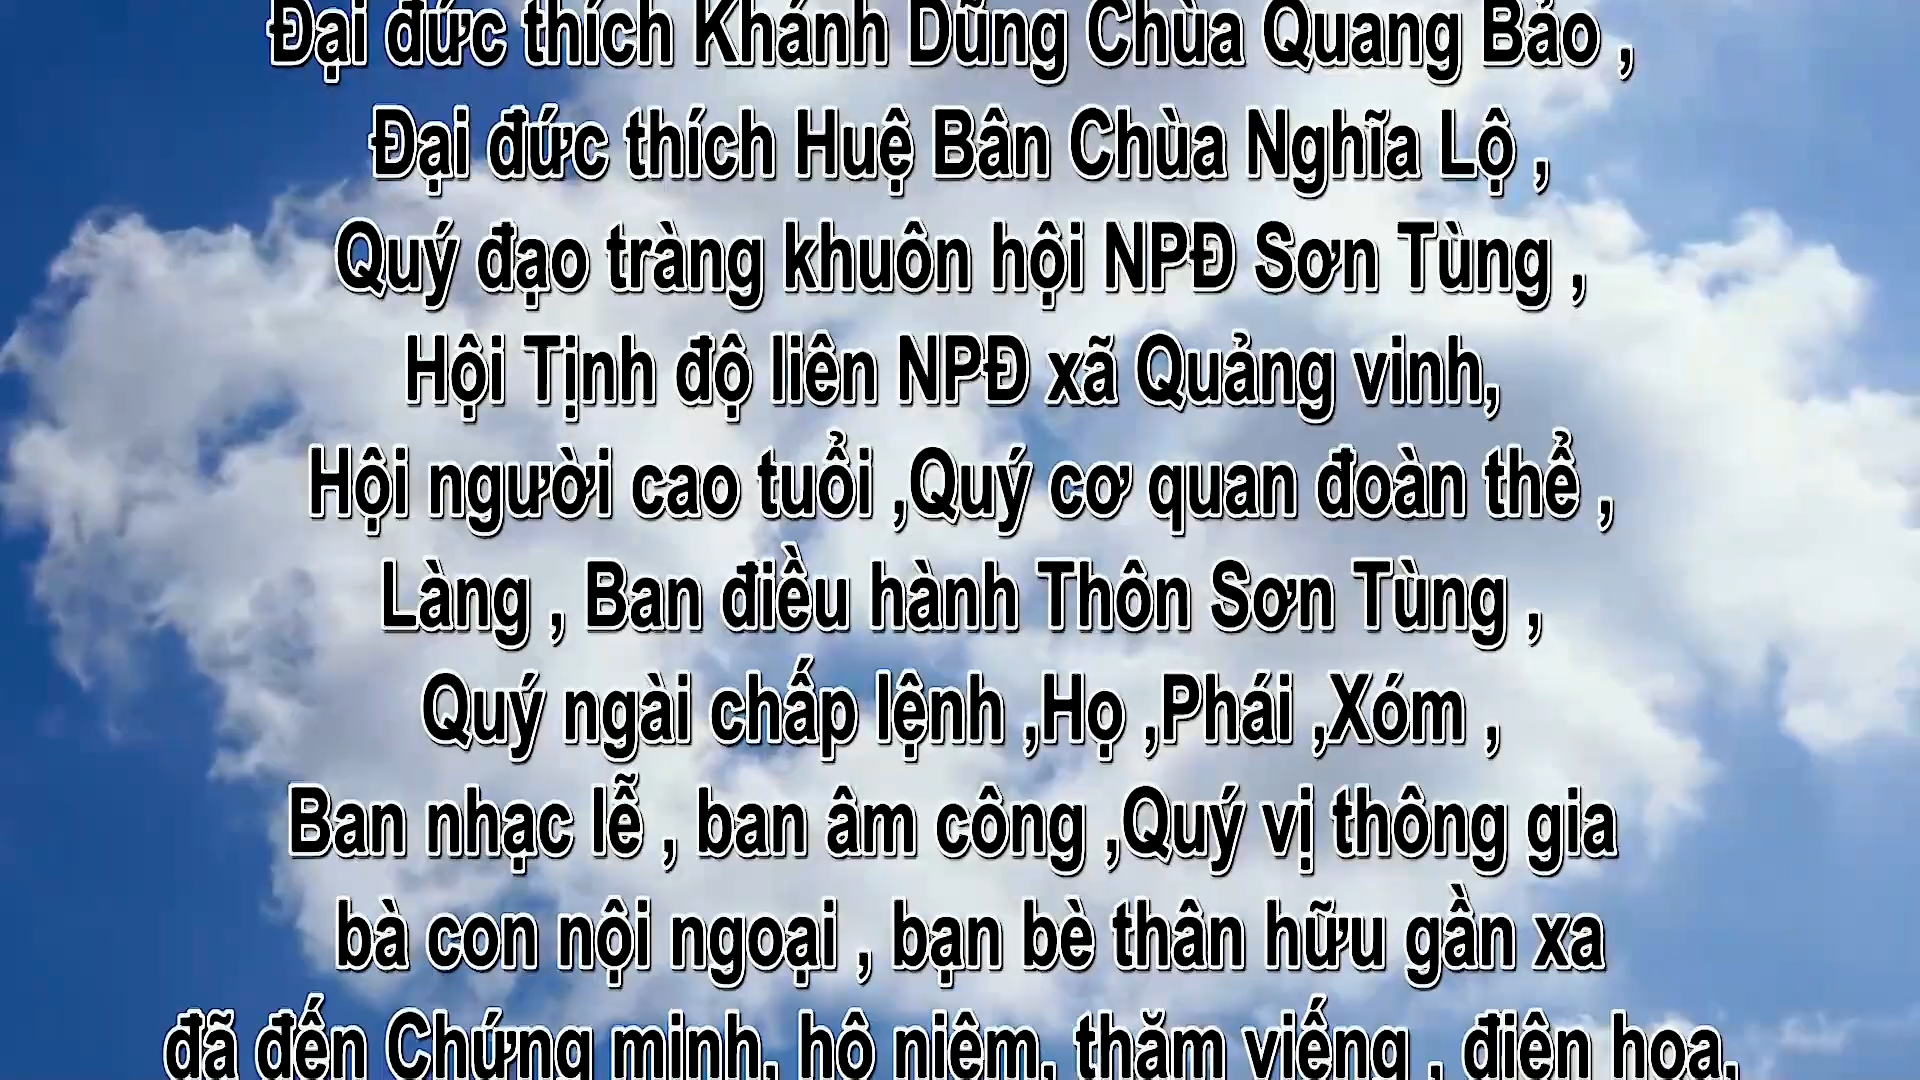 Đại đức thích Khánh Dũng Chùa Quang Bảo ,
Đại đức thích Huệ Bân Chùa Nghĩa Lộ ,
Quý đạo tràng khuôn hội NPĐ Sơn Tùng ,
Hội Tịnh độ liên NPĐ xã Quảng vinh,
Hội người cao tuổi ,Quý cơ quan đoàn thể ,
Làng , Ban điều hành Thôn Sơn Tùng ,
Quý ngài chấp lệnh ,Họ ,Phái ,Xóm ,
Ban nhạc lễ , ban âm công ,Quý vị thông gia
bà con nội ngoại , bạn bè thân hữu gần xa
đã đến Chứng minh, hộ niệm, thăm viếng , điện hoa,